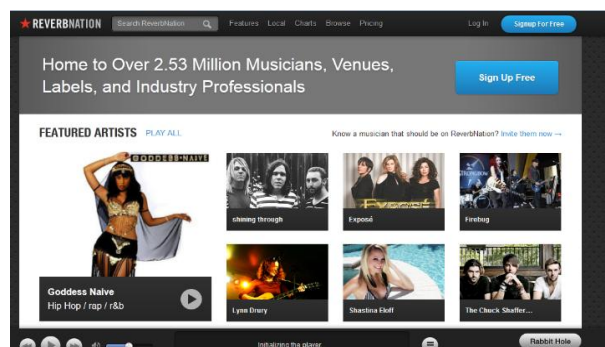 REVERBNATION
Search ReverbNation
Features Local Charts Browse Pricing
Log In
Signup For Free
Home to Over 2.53 Million Musicians, Venues,
Labels, and Industry Professionals
Sign Up Free
FEATURED ARTISTS PLAY ALL
Know a musician that should be on ReverbNation? Invite them now →
GODDESS-NAIVE
Goddess Naive
Hip Hop / rap / r&b
shining through
Exposé
Firebug
Lynn Drury
Shastina Eloff
The Chuck Shaffer...
Initializing the player
Rabbit Hole